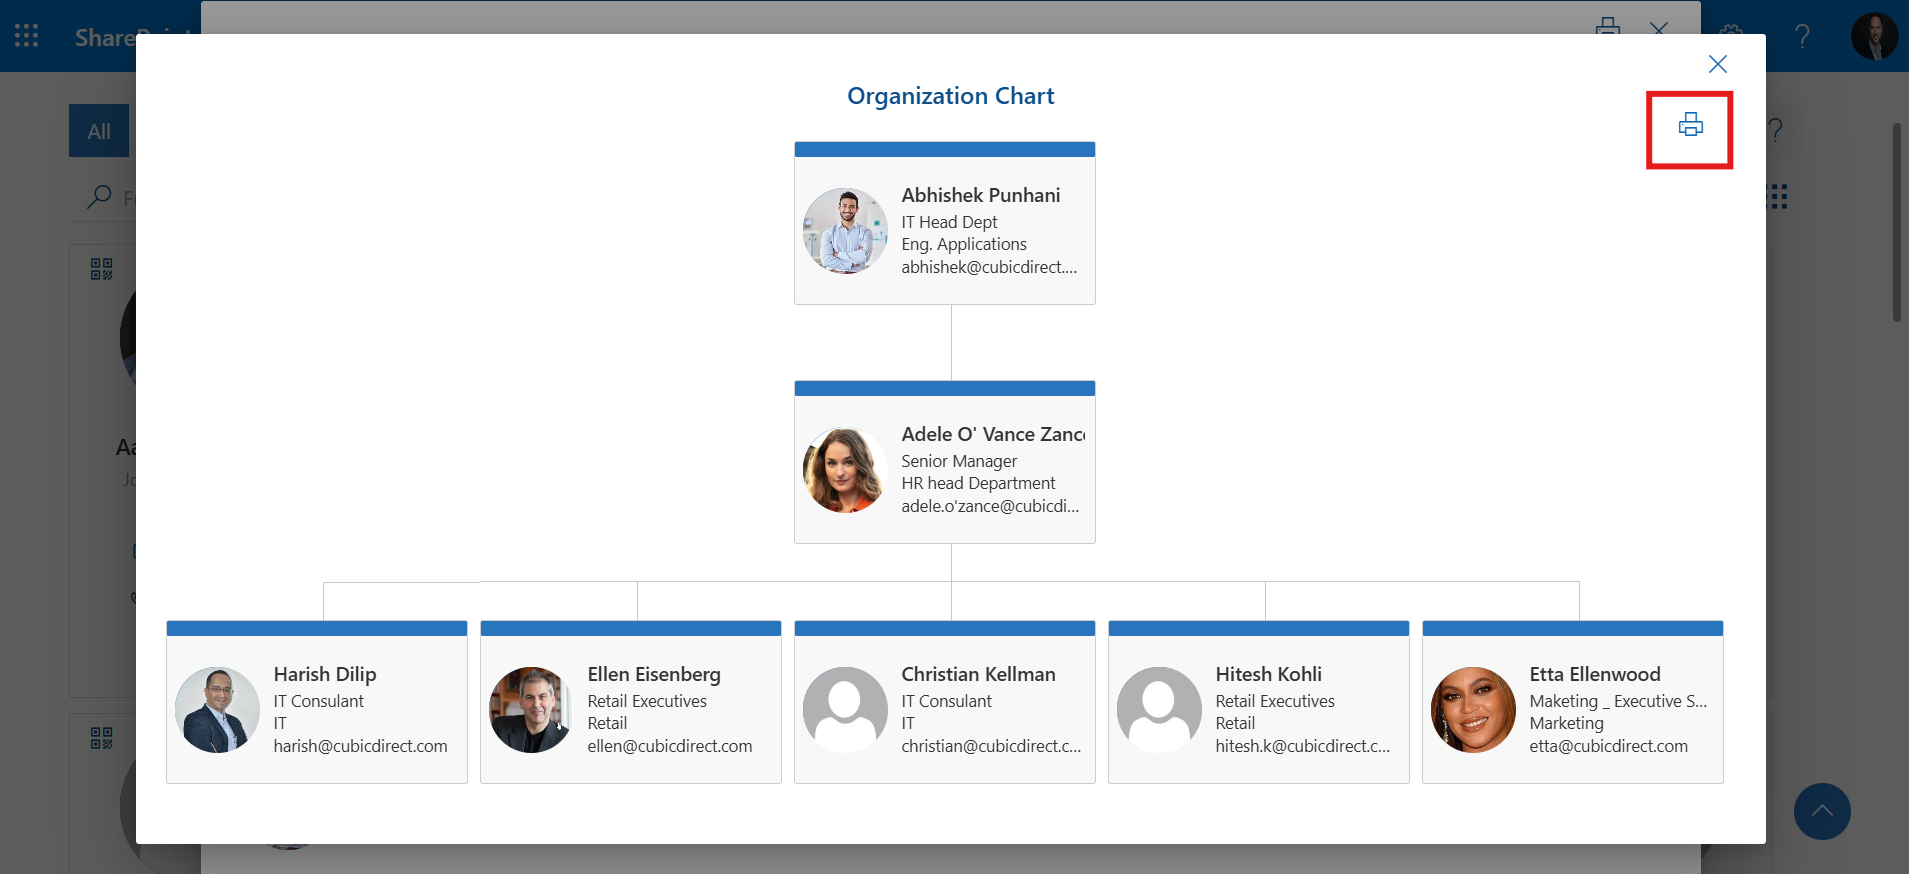 SharePoint
?
Organization Chart
All
?
Abhishek Punhani
IT Head Dept
Eng. Applications
abhishek@cubicdirect....
Adele O' Vance Zanc
Senior Manager
HR head Department
adele.o'zance@cubicdi...
Harish Dilip
IT Consulant
IT
harish@cubicdirect.com
Ellen Eisenberg
Retail Executives
Retail
ellen@cubicdirect.com
Christian Kellman
IT Consulant
IT
christian@cubicdirect.c...
Hitesh Kohli
Retail Executives
Retail
hitesh.k@cubicdirect.c...
Etta Ellenwood
Maketing _ Executive S...
Marketing
etta@cubicdirect.com